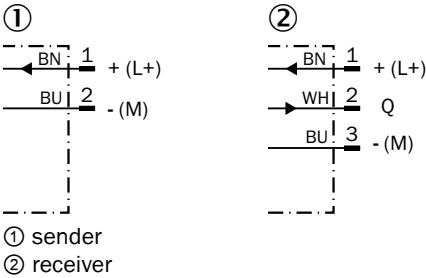 ① ②
BN 1 + (L+) BN 1 + (L+)
BU 2 - (M) WH 2 Q
BU 3 - (M)
① sender
② receiver